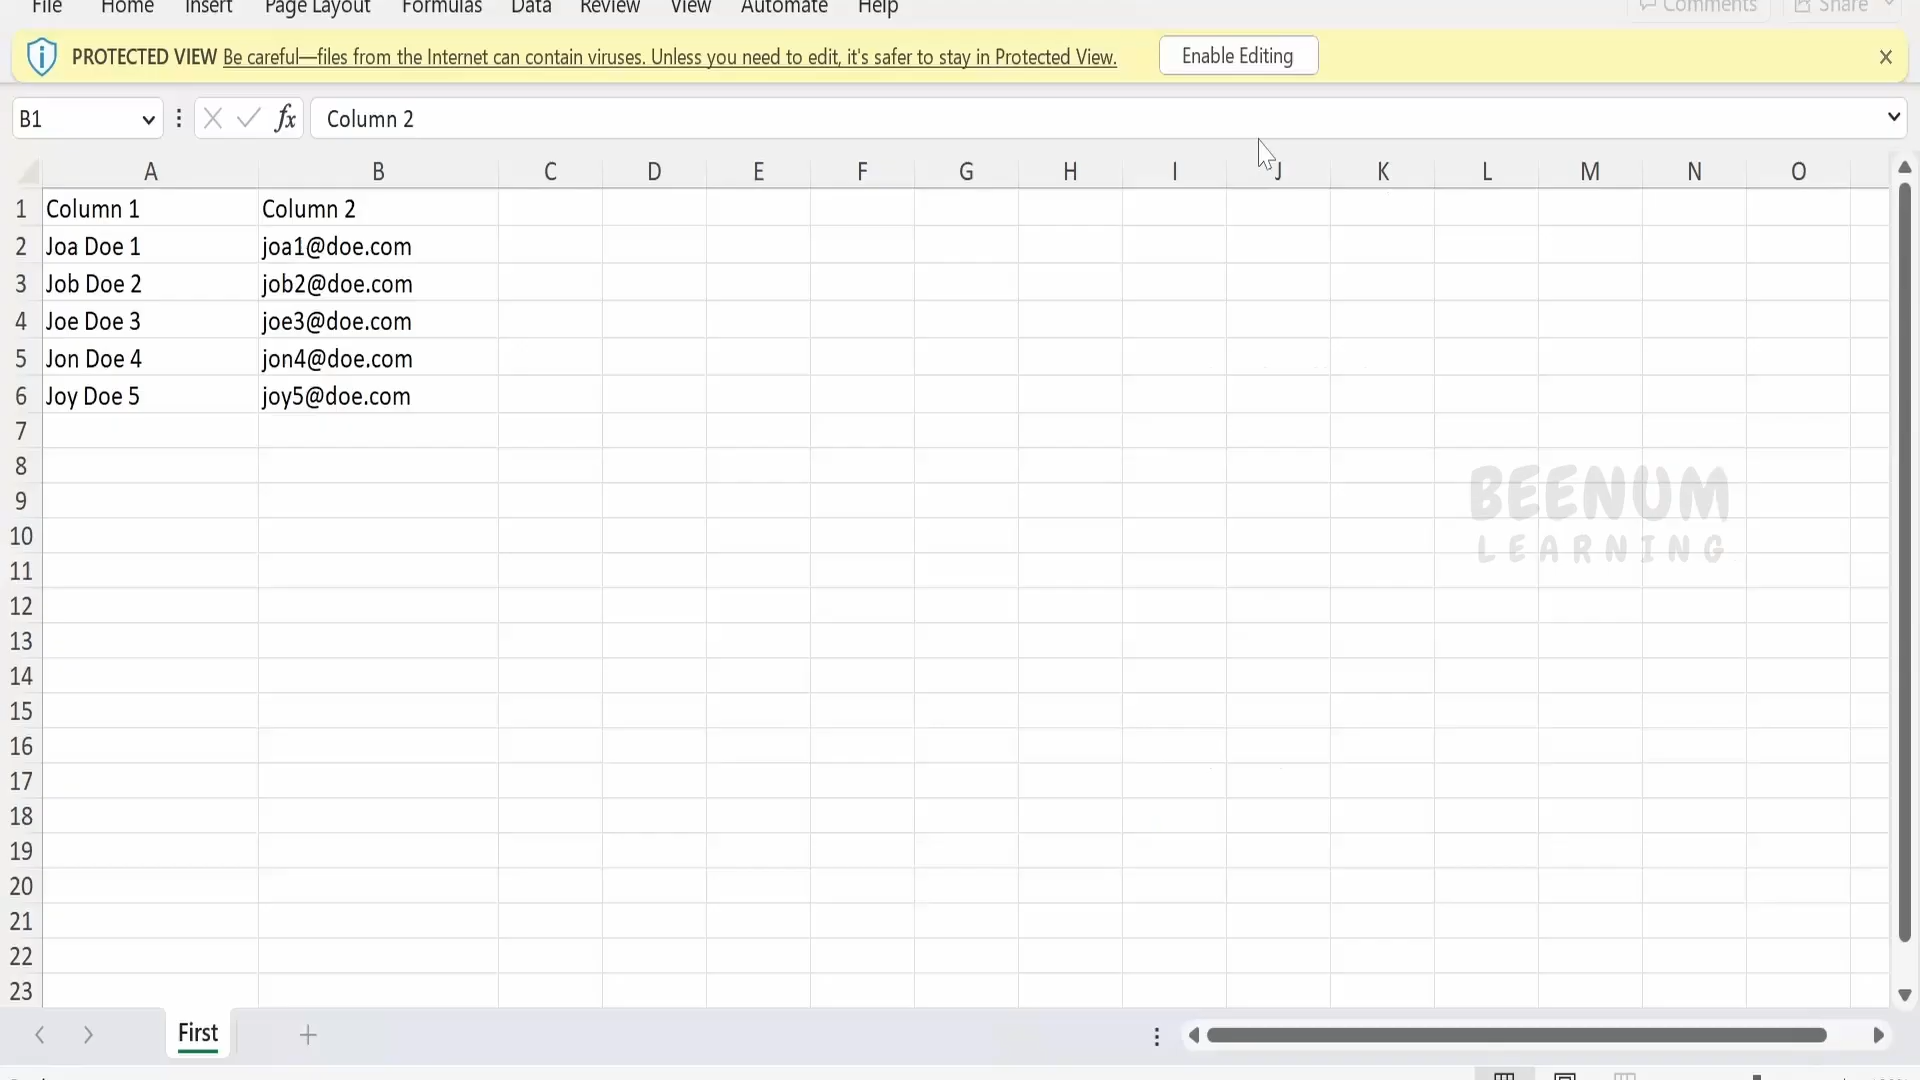 File Home Insert Page Layout Formulas Data Review View Automate Help Comments Share
PROTECTED VIEW Be careful—files from the Internet can contain viruses. Unless you need to edit, it's safer to stay in Protected View. Enable Editing
B1 fx Column 2
A B C D E F G H I J K L M N O
1 Column 1 Column 2
2 Joa Doe 1 joa1@doe.com
3 Job Doe 2 job2@doe.com
4 Joe Doe 3 joe3@doe.com
5 Jon Doe 4 jon4@doe.com
6 Joy Doe 5 joy5@doe.com
7
8
9
10
11
12
13
14
15
16
17
18
19
20
21
22
23
BEENUM
LEARNING
First